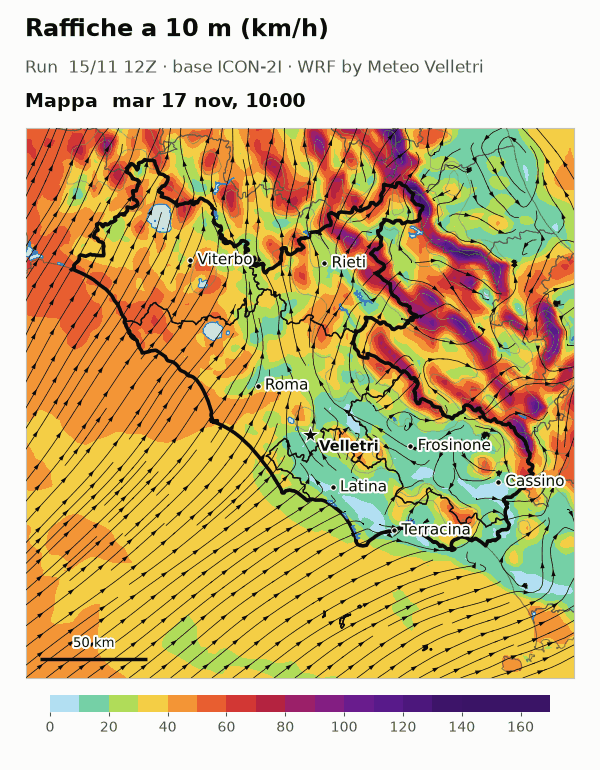 Raffiche a 10 m (km/h)
Run  15/11 12Z · base ICON-2I · WRF by Meteo Velletri
Mappa  mar 17 nov, 10:00
Viterbo
Rieti
Roma
Velletri
Frosinone
Latina
Cassino
Terracina
50 km
0 20 40 60 80 100 120 140 160